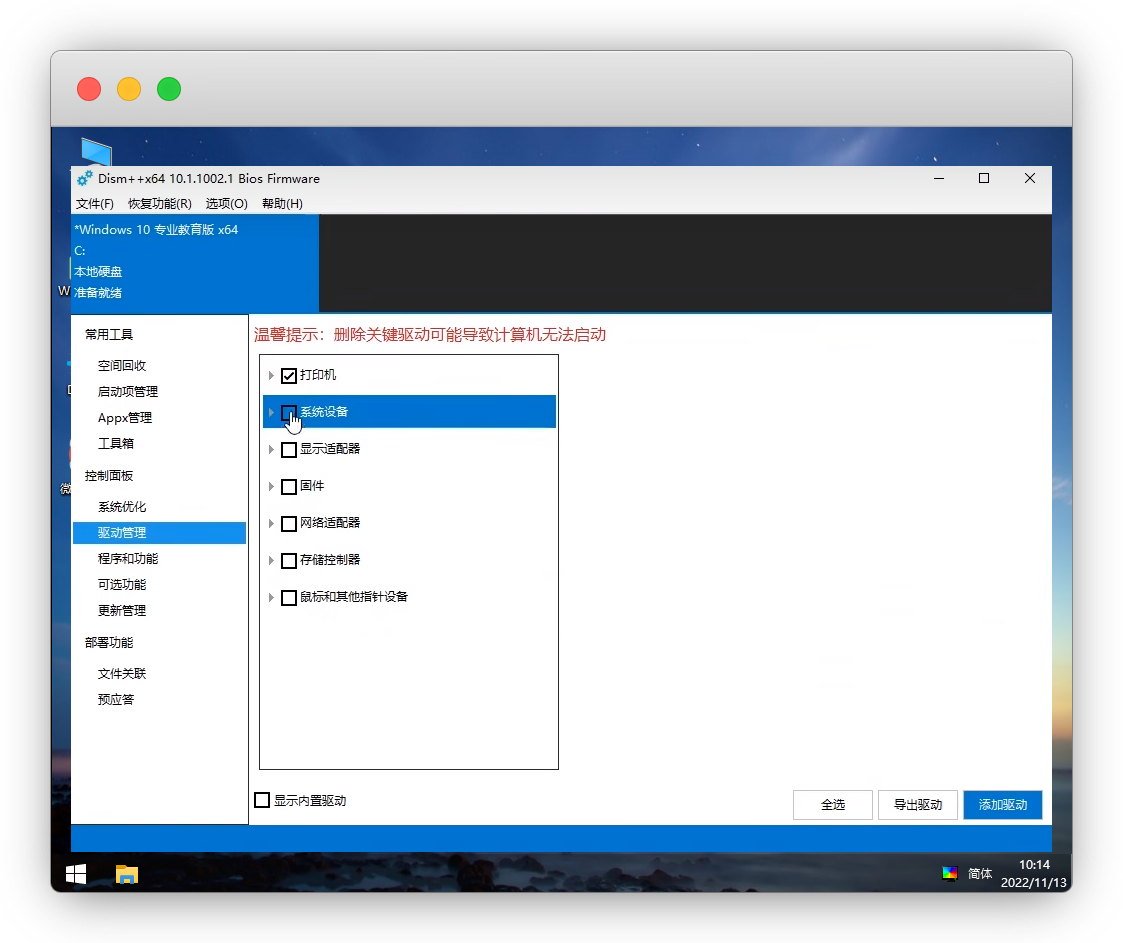 Dism++x64 10.1.1002.1 Bios Firmware
文件(F) 恢复功能(R) 选项(O) 帮助(H)
*Windows 10 专业教育版 x64
C:
本地硬盘
W
准备就绪
常用工具
空间回收
启动项管理
Appx管理
工具箱
控制面板
微
系统优化
驱动管理
程序和功能
可选功能
更新管理
部署功能
文件关联
预应答
温馨提示：删除关键驱动可能导致计算机无法启动
打印机
系统设备
显示适配器
固件
网络适配器
存储控制器
鼠标和其他指针设备
显示内置驱动
全选
导出驱动
添加驱动
简体
10:14
2022/11/13